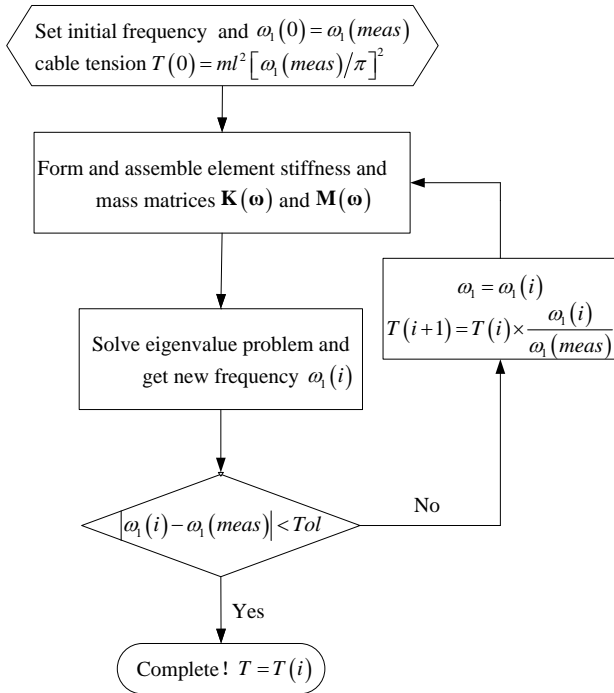 Set initial frequency and ω₁(0) = ω₁(meas)
cable tension T(0) = ml²[ω₁(meas)/π]²
Form and assemble element stiffness and
mass matrices K(ω) and M(ω)
ω₁ = ω₁(i)
T(i+1) = T(i) × ω₁(i)/ω₁(meas)
Solve eigenvalue problem and
get new frequency ω₁(i)
|ω₁(i) − ω₁(meas)| < Tol
No
Yes
Complete! T = T(i)